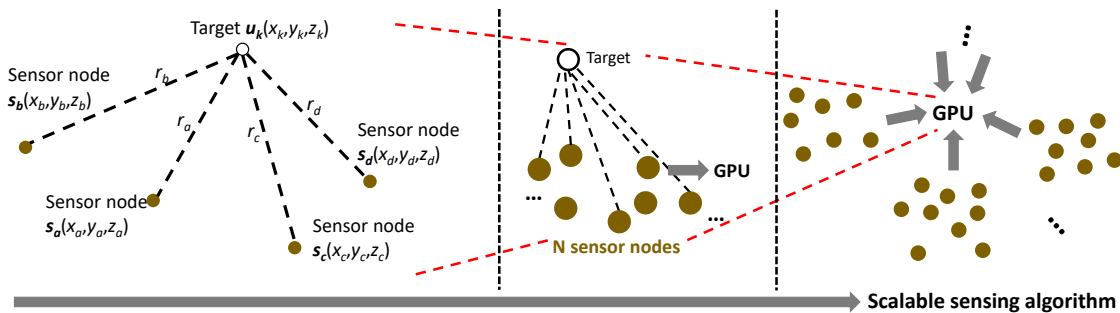 Target u_k(x_k,y_k,z_k)
Sensor node
s_b(x_b,y_b,z_b)
r_b
r_a
r_c
r_d
Sensor node
s_d(x_d,y_d,z_d)
Sensor node
s_a(x_a,y_a,z_a)
Sensor node
s_c(x_c,y_c,z_c)
Target
GPU
...
...
N sensor nodes
...
GPU
...
Scalable sensing algorithm